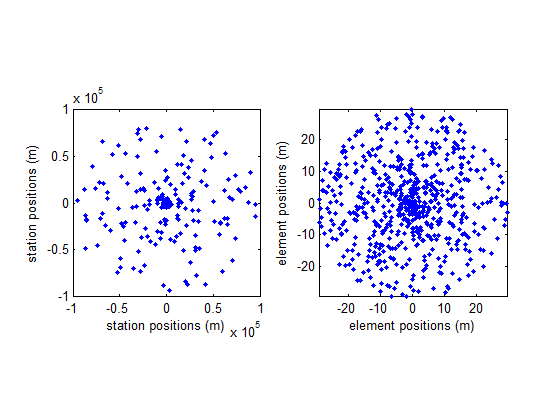 x 10^5
1
0.5
0
-0.5
-1
-1 -0.5 0 0.5 1
station positions (m)
x 10^5
station positions (m)
20
10
0
-10
-20
-20 -10 0 10 20
element positions (m)
element positions (m)